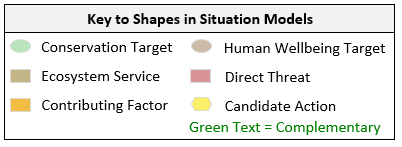 Key to Shapes in Situation Models
Conservation Target
Human Wellbeing Target
Ecosystem Service
Direct Threat
Contributing Factor
Candidate Action
Green Text = Complementary